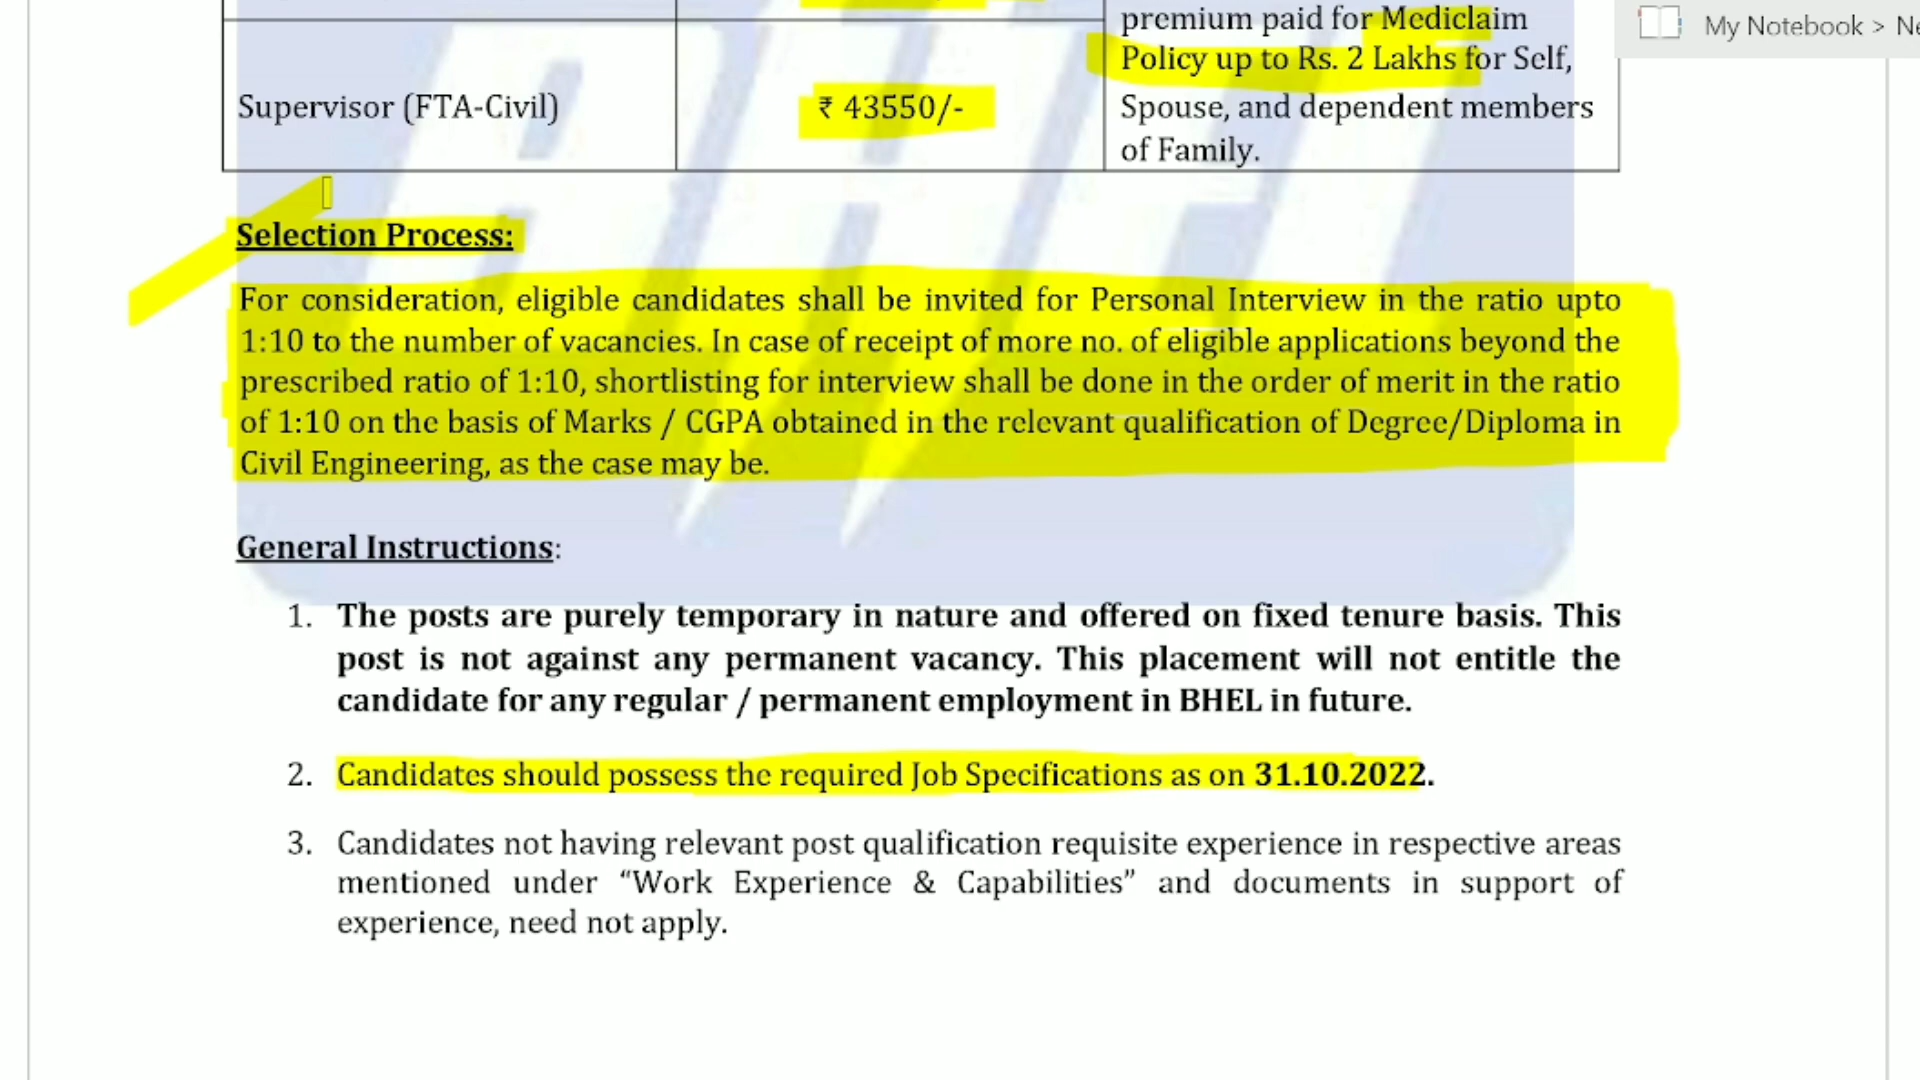 premium paid for Mediclaim
Policy up to Rs. 2 Lakhs for Self,
Supervisor (FTA-Civil) ₹ 43550/- Spouse, and dependent members
of Family.
My Notebook > Ne
Selection Process:
For consideration, eligible candidates shall be invited for Personal Interview in the ratio upto
1:10 to the number of vacancies. In case of receipt of more no. of eligible applications beyond the
prescribed ratio of 1:10, shortlisting for interview shall be done in the order of merit in the ratio
of 1:10 on the basis of Marks / CGPA obtained in the relevant qualification of Degree/Diploma in
Civil Engineering, as the case may be.
General Instructions:
1. The posts are purely temporary in nature and offered on fixed tenure basis. This
post is not against any permanent vacancy. This placement will not entitle the
candidate for any regular / permanent employment in BHEL in future.
2. Candidates should possess the required Job Specifications as on 31.10.2022.
3. Candidates not having relevant post qualification requisite experience in respective areas
mentioned under “Work Experience & Capabilities” and documents in support of
experience, need not apply.